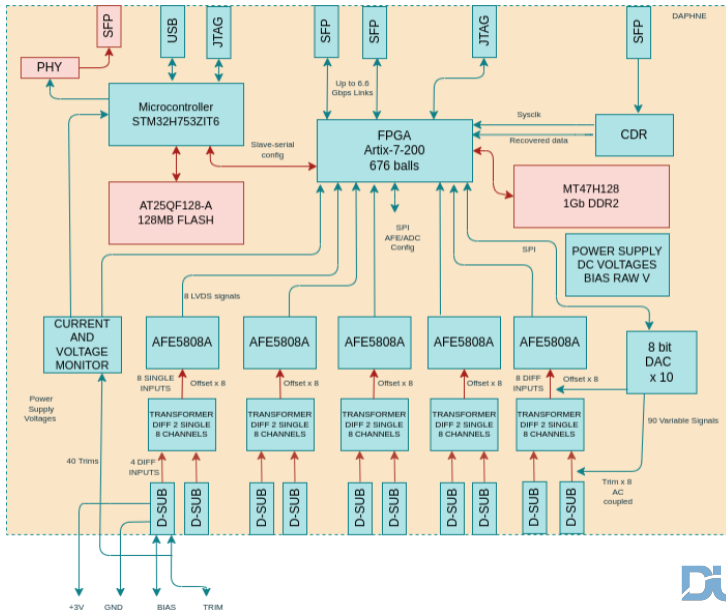 DAPHNE
SFP
USB
JTAG
SFP
SFP
JTAG
SFP
PHY
Up to 6.6
Gbps Links
Microcontroller
STM32H753ZIT6
Sysclk
FPGA
Artix-7-200
676 balls
Recovered data
CDR
Slave-serial
config
AT25QF128-A
128MB FLASH
MT47H128
1Gb DDR2
SPI
AFE/ADC
Config
SPI
POWER SUPPLY
DC VOLTAGES
BIAS RAW V
8 LVDS signals
CURRENT
AND
VOLTAGE
MONITOR
AFE5808A
AFE5808A
AFE5808A
AFE5808A
AFE5808A
8 bit
DAC
x 10
8 SINGLE
INPUTS
Offset x 8
Offset x 8
Offset x 8
Offset x 8
8 DIFF
INPUTS
Offset x 8
Power
Supply
Voltages
TRANSFORMER
DIFF 2 SINGLE
8 CHANNELS
TRANSFORMER
DIFF 2 SINGLE
8 CHANNELS
TRANSFORMER
DIFF 2 SINGLE
8 CHANNELS
TRANSFORMER
DIFF 2 SINGLE
8 CHANNELS
TRANSFORMER
DIFF 2 SINGLE
8 CHANNELS
90 Variable Signals
40 Trims
4 DIFF
INPUTS
Trim x 8
AC
coupled
D-SUB
D-SUB
D-SUB
D-SUB
D-SUB
D-SUB
D-SUB
D-SUB
D-SUB
D-SUB
+3V
GND
BIAS
TRIM